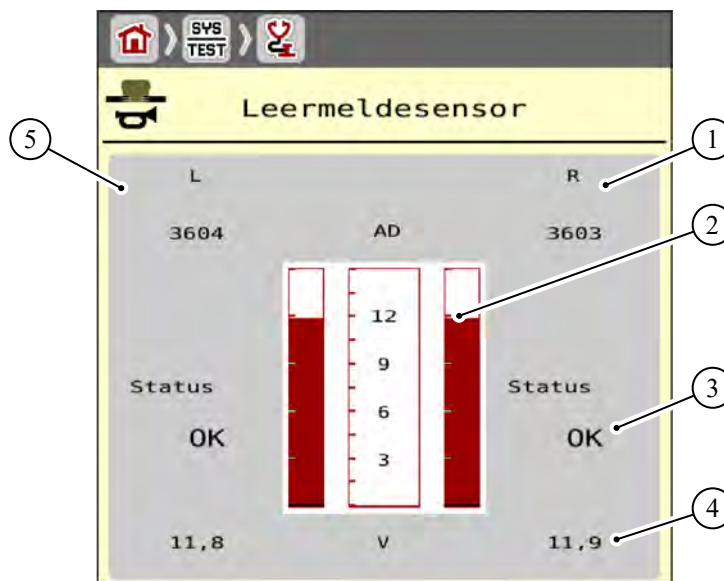 SYS
TEST
Leermeldesensor
5
1
L
R
2
3604 AD 3603
12
9
Status
Status
3
6
OK
OK
3
4
11,8 V 11,9